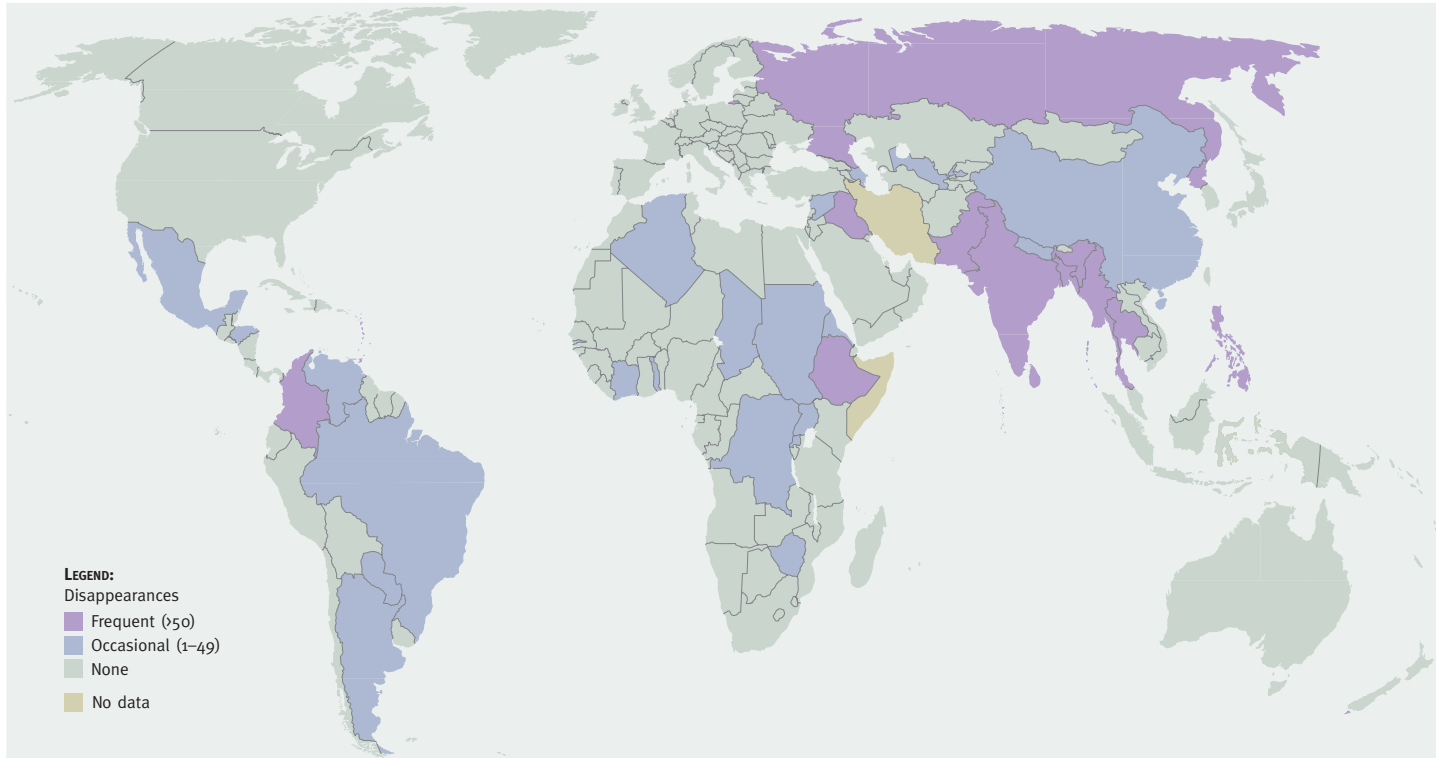 LEGEND:
Disappearances
Frequent (>50)
Occasional (1–49)
None
No data